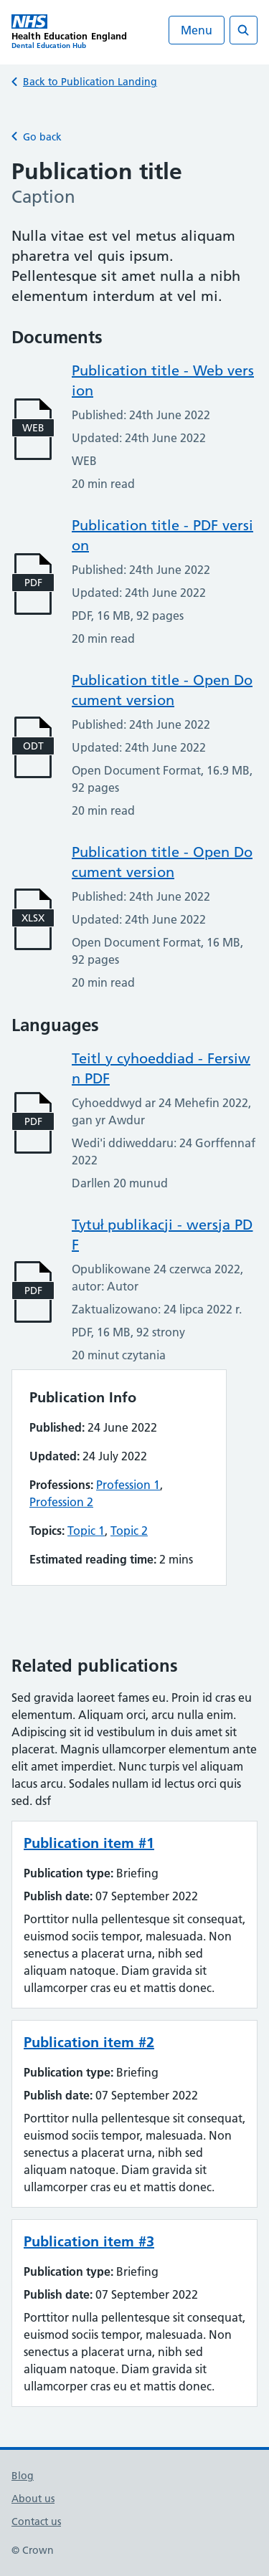 NHS
Health Education England
Dental Education Hub
Menu
Back to Publication Landing
Go back
Publication title
Caption
Nulla vitae est vel metus aliquam
pharetra vel quis ipsum.
Pellentesque sit amet nulla a nibh
elementum interdum at vel mi.
Documents
Publication title - Web vers
ion
Published: 24th June 2022
Updated: 24th June 2022
WEB
WEB
20 min read
Publication title - PDF versi
on
Published: 24th June 2022
Updated: 24th June 2022
PDF
PDF, 16 MB, 92 pages
20 min read
Publication title - Open Do
cument version
Published: 24th June 2022
Updated: 24th June 2022
ODT
Open Document Format, 16.9 MB,
92 pages
20 min read
Publication title - Open Do
cument version
Published: 24th June 2022
Updated: 24th June 2022
XLSX
Open Document Format, 16 MB,
92 pages
20 min read
Languages
Teitl y cyhoeddiad - Fersiw
n PDF
Cyhoeddwyd ar 24 Mehefin 2022,
gan yr Awdur
PDF
Wedi'i ddiweddaru: 24 Gorffennaf
2022
Darllen 20 munud
Tytuł publikacji - wersja PD
F
Opublikowane 24 czerwca 2022,
autor: Autor
PDF
Zaktualizowano: 24 lipca 2022 r.
PDF, 16 MB, 92 strony
20 minut czytania
Publication Info
Published: 24 June 2022
Updated: 24 July 2022
Professions: Profession 1,
Profession 2
Topics: Topic 1, Topic 2
Estimated reading time: 2 mins
Related publications
Sed gravida laoreet fames eu. Proin id cras eu
elementum. Aliquam orci, arcu nulla enim.
Adipiscing sit id vestibulum in duis amet sit
placerat. Magnis ullamcorper elementum ante
elit amet imperdiet. Nunc turpis vel aliquam
lacus arcu. Sodales nullam id lectus orci quis
sed. dsf
Publication item #1
Publication type: Briefing
Publish date: 07 September 2022
Porttitor nulla pellentesque sit consequat,
euismod sociis tempor, malesuada. Non
senectus a placerat urna, nibh sed
aliquam natoque. Diam gravida sit
ullamcorper cras eu et mattis donec.
Publication item #2
Publication type: Briefing
Publish date: 07 September 2022
Porttitor nulla pellentesque sit consequat,
euismod sociis tempor, malesuada. Non
senectus a placerat urna, nibh sed
aliquam natoque. Diam gravida sit
ullamcorper cras eu et mattis donec.
Publication item #3
Publication type: Briefing
Publish date: 07 September 2022
Porttitor nulla pellentesque sit consequat,
euismod sociis tempor, malesuada. Non
senectus a placerat urna, nibh sed
aliquam natoque. Diam gravida sit
ullamcorper cras eu et mattis donec.
Blog
About us
Contact us
© Crown